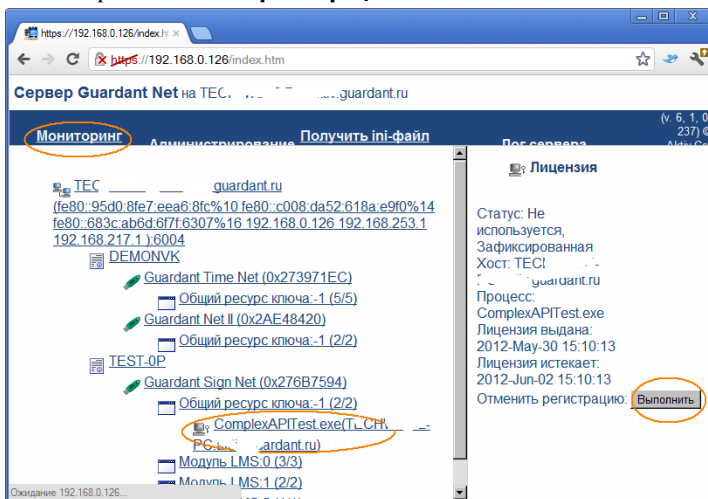 https://192.168.0.126/index.h
https://192.168.0.126/index.htm
Сервер Guardant Net на TEC guardant.ru
(v. 6, 1, 0
237) ©
Мониторинг Администрирование Получить ini-файл Лог сервера
Aktiv Co
TEC guardant.ru
(fe80::95d0:8fe7:eea6:8fc%10 fe80::c008:da52:618a:e9f0%14
fe80::683c:ab6d:6f7f:6307%16 192.168.0.126 192.168.253.1
192.168.217.1 ):6004
DEMONVK
Guardant Time Net (0x273971EC)
Общий ресурс ключа:-1 (5/5)
Guardant Net II (0x2AE48420)
Общий ресурс ключа:-1 (2/2)
TEST-0P
Guardant Sign Net (0x276B7594)
Общий ресурс ключа:-1 (2/2)
ComplexAPITest.exe(TECH
PC. ardant.ru)
Модуль LMS:0 (3/3)
Модуль LMS:1 (2/2)
Ожидание 192.168.0.126...
Лицензия
Статус: Не
используется,
Зафиксированная
Хост: TEC
guardant.ru
Процесс:
ComplexAPITest.exe
Лицензия выдана:
2012-May-30 15:10:13
Лицензия истекает:
2012-Jun-02 15:10:13
Отменить регистрацию: Выполнить